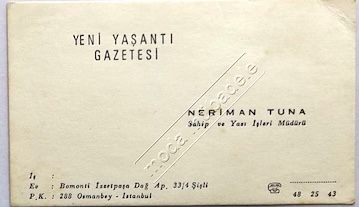 YENİ YAŞANTI
GAZETESİ
NERİMAN TUNA
Sahip ve Yazı İşleri Müdürü
İş :
Ev : Bomonti İzzetpaşa Dağ Ap. 33/4 Şişli
P.K. : 288 Osmanbey - İstanbul
48 25 43